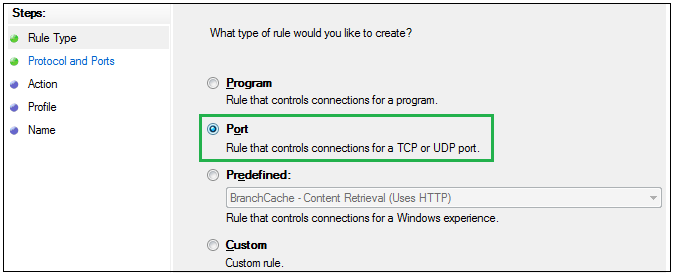 Steps:
Rule Type
Protocol and Ports
Action
Profile
Name
What type of rule would you like to create?
Program
Rule that controls connections for a program.
Port
Rule that controls connections for a TCP or UDP port.
Predefined:
BranchCache - Content Retrieval (Uses HTTP)
Rule that controls connections for a Windows experience.
Custom
Custom rule.